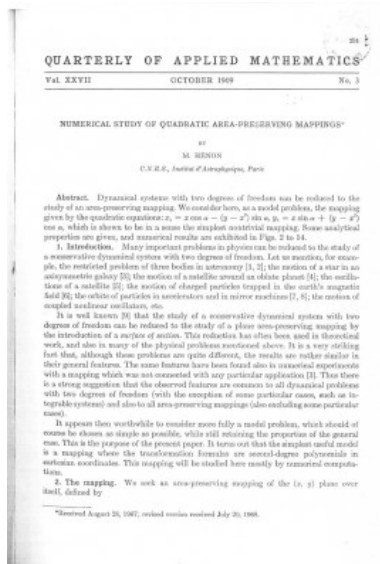 QUARTERLY OF APPLIED MATHEMATICS
Vol. XXVII OCTOBER 1969 No. 3
NUMERICAL STUDY OF QUADRATIC AREA-PRESERVING MAPPINGS*
BY
M. HÉNON
C.N.R.S., Institut d'Astrophysique, Paris
Abstract. Dynamical systems with two degrees of freedom can be reduced to the
study of an area-preserving mapping. We consider here, as a model problem, the mapping
given by the quadratic equations: x₁ = x cos α − (y − x²) sin α, y₁ = x sin α + (y − x²)
cos α, which is shown to be in a sense the simplest nontrivial mapping. Some analytical
properties are given, and numerical results are exhibited in Figs. 2 to 14.
1. Introduction. Many important problems in physics can be reduced to the study of
a conservative dynamical system with two degrees of freedom. Let us mention, for exam-
ple, the restricted problem of three bodies in astronomy [1, 2]; the motion of a star in an
axisymmetric galaxy [3]; the motion of a satellite around an oblate planet [4]; the oscilla-
tions of a satellite [5]; the motion of charged particles trapped in the earth's magnetic
field [6]; the orbits of particles in accelerators and in mirror machines [7, 8]; the motion of
coupled nonlinear oscillators, etc.
It is well known [9] that the study of a conservative dynamical system with two
degrees of freedom can be reduced to the study of a plane area-preserving mapping by
the introduction of a surface of section. This reduction has often been used in theoretical
work, and also in many of the physical problems mentioned above. It is a very striking
fact that, although these problems are quite different, the results are rather similar in
their general features. The same features have been found also in numerical experiments
with a mapping which was not connected with any particular application [3]. Thus there
is a strong suggestion that the observed features are common to all dynamical problems
with two degrees of freedom (with the exception of some particular cases, such as in-
tegrable systems) and also to all area-preserving mappings (also excluding some particular
cases).
It appears then worthwhile to consider more fully a model problem, which should of
course be chosen as simple as possible, while still retaining the properties of the general
case. This is the purpose of the present paper. It turns out that the simplest useful model
is a mapping where the transformation formulas are second-degree polynomials in
cartesian coordinates. This mapping will be studied here mostly by numerical computa-
tions.
2. The mapping. We seek an area-preserving mapping of the (x, y) plane over
itself, defined by
*Received August 28, 1967; revised version received July 20, 1968.